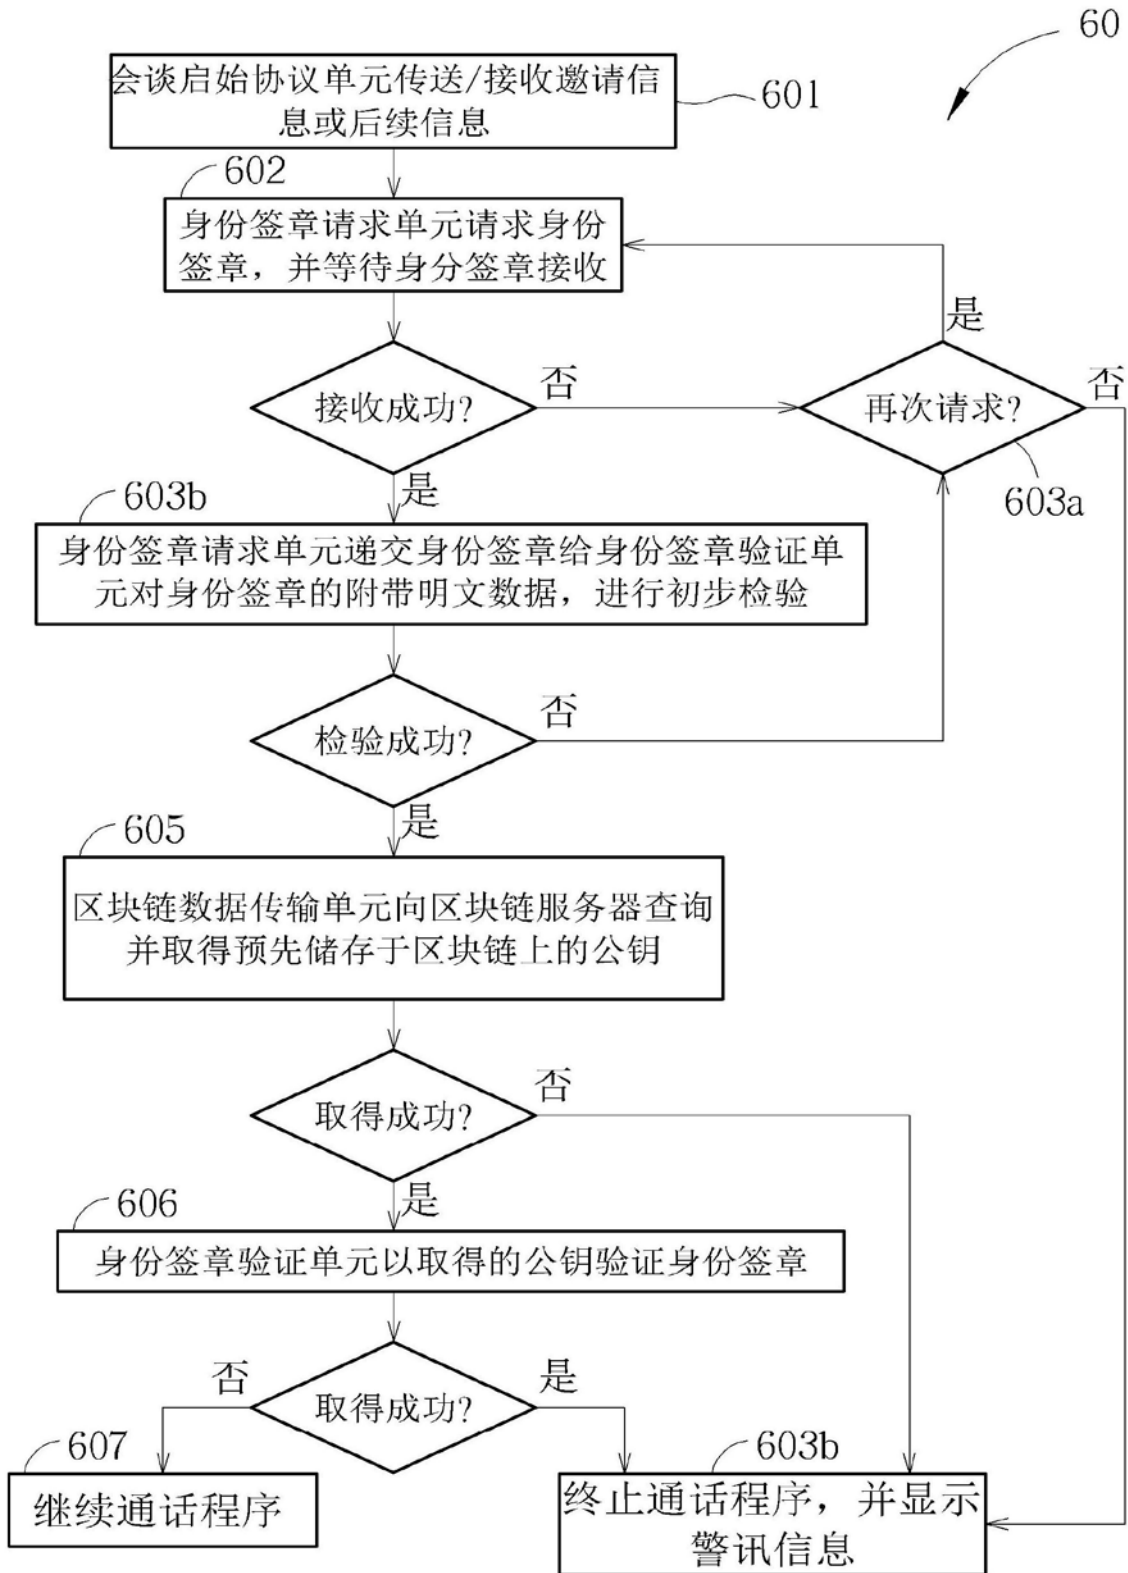 60
会谈启始协议单元传送/接收邀请信
息或后续信息
601
602
身份签章请求单元请求身份
签章，并等待身分签章接收
是
接收成功?
否
再次请求?
否
603a
是
603b
身份签章请求单元递交身份签章给身份签章验证单
元对身份签章的附带明文数据，进行初步检验
检验成功?
否
是
605
区块链数据传输单元向区块链服务器查询
并取得预先储存于区块链上的公钥
取得成功?
否
是
606
身份签章验证单元以取得的公钥验证身份签章
否
取得成功?
是
607
继续通话程序
603b
终止通话程序，并显示
警讯信息